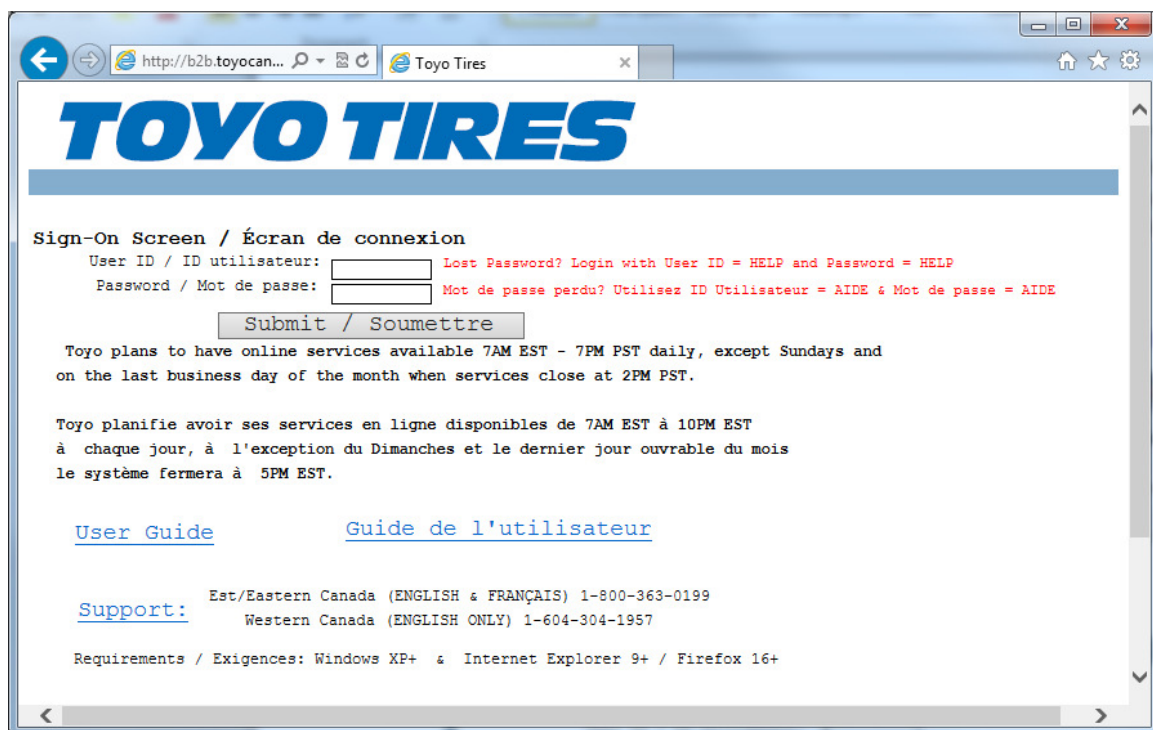 http://b2b.toyocan...
Toyo Tires
TOYO TIRES
Sign-On Screen / Écran de connexion
User ID / ID utilisateur:
Lost Password? Login with User ID = HELP and Password = HELP
Password / Mot de passe:
Mot de passe perdu? Utilisez ID Utilisateur = AIDE & Mot de passe = AIDE
Submit / Soumettre
Toyo plans to have online services available 7AM EST - 7PM PST daily, except Sundays and
on the last business day of the month when services close at 2PM PST.
Toyo planifie avoir ses services en ligne disponibles de 7AM EST à 10PM EST
à chaque jour, à l'exception du Dimanches et le dernier jour ouvrable du mois
le système fermera à 5PM EST.
User Guide
Guide de l'utilisateur
Support:
Est/Eastern Canada (ENGLISH & FRANÇAIS) 1-800-363-0199
Western Canada (ENGLISH ONLY) 1-604-304-1957
Requirements / Exigences: Windows XP+ & Internet Explorer 9+ / Firefox 16+